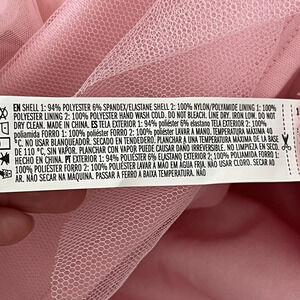 EN SHELL 1: 94% POLYESTER 6% SPANDEX/ELASTANE SHELL 2: 100% NYLON/POLYAMIDE LINING 1: 100%
POLYESTER LINING 2: 100% POLYESTER HAND WASH COLD. DO NOT BLEACH. LINE DRY. IRON LOW. DO NOT
DRY CLEAN. MADE IN CHINA. ES TELA EXTERIOR 1: 94% poliéster 6% elastano TELA EXTERIOR 2: 100%
poliamida FORRO 1: 100% poliéster FORRO 2: 100% poliéster LAVAR A MANO. TEMPERATURA MÁXIMA 40
°C. NO USAR BLANQUEADOR. SECADO EN TENDEDERO. PLANCHAR A TEMPERATURA MÁXIMA DE LA BASE
DE 110 °C, SIN VAPOR. PLANCHAR CON VAPOR PUEDE CAUSAR DAÑO IRREVERSIBLE. NO LIMPIEZA EN SECO.
HECHO EN CHINA. PT EXTERIOR 1: 94% poliéster 6% elastano EXTERIOR 2: 100% POLIAMIDA FORRO 1:
100% poliéster FORRO 2: 100% poliéster LAVAR À MÃO EM ÁGUA FRIA. NÃO USAR CLORO. SECAR AO
AR. NÃO SECAR NA MÁQUINA. PASSAR A FERRO A BAIXA TEMPERATURA. NÃO